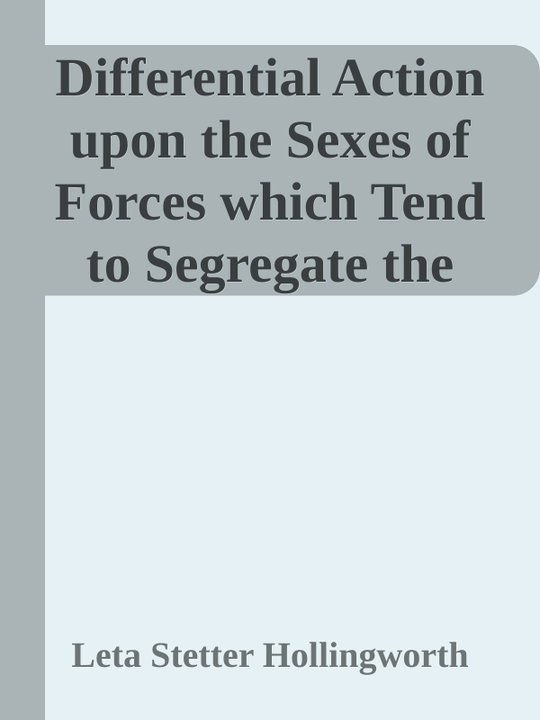 Differential Action
upon the Sexes of
Forces which Tend
to Segregate the
Leta Stetter Hollingworth